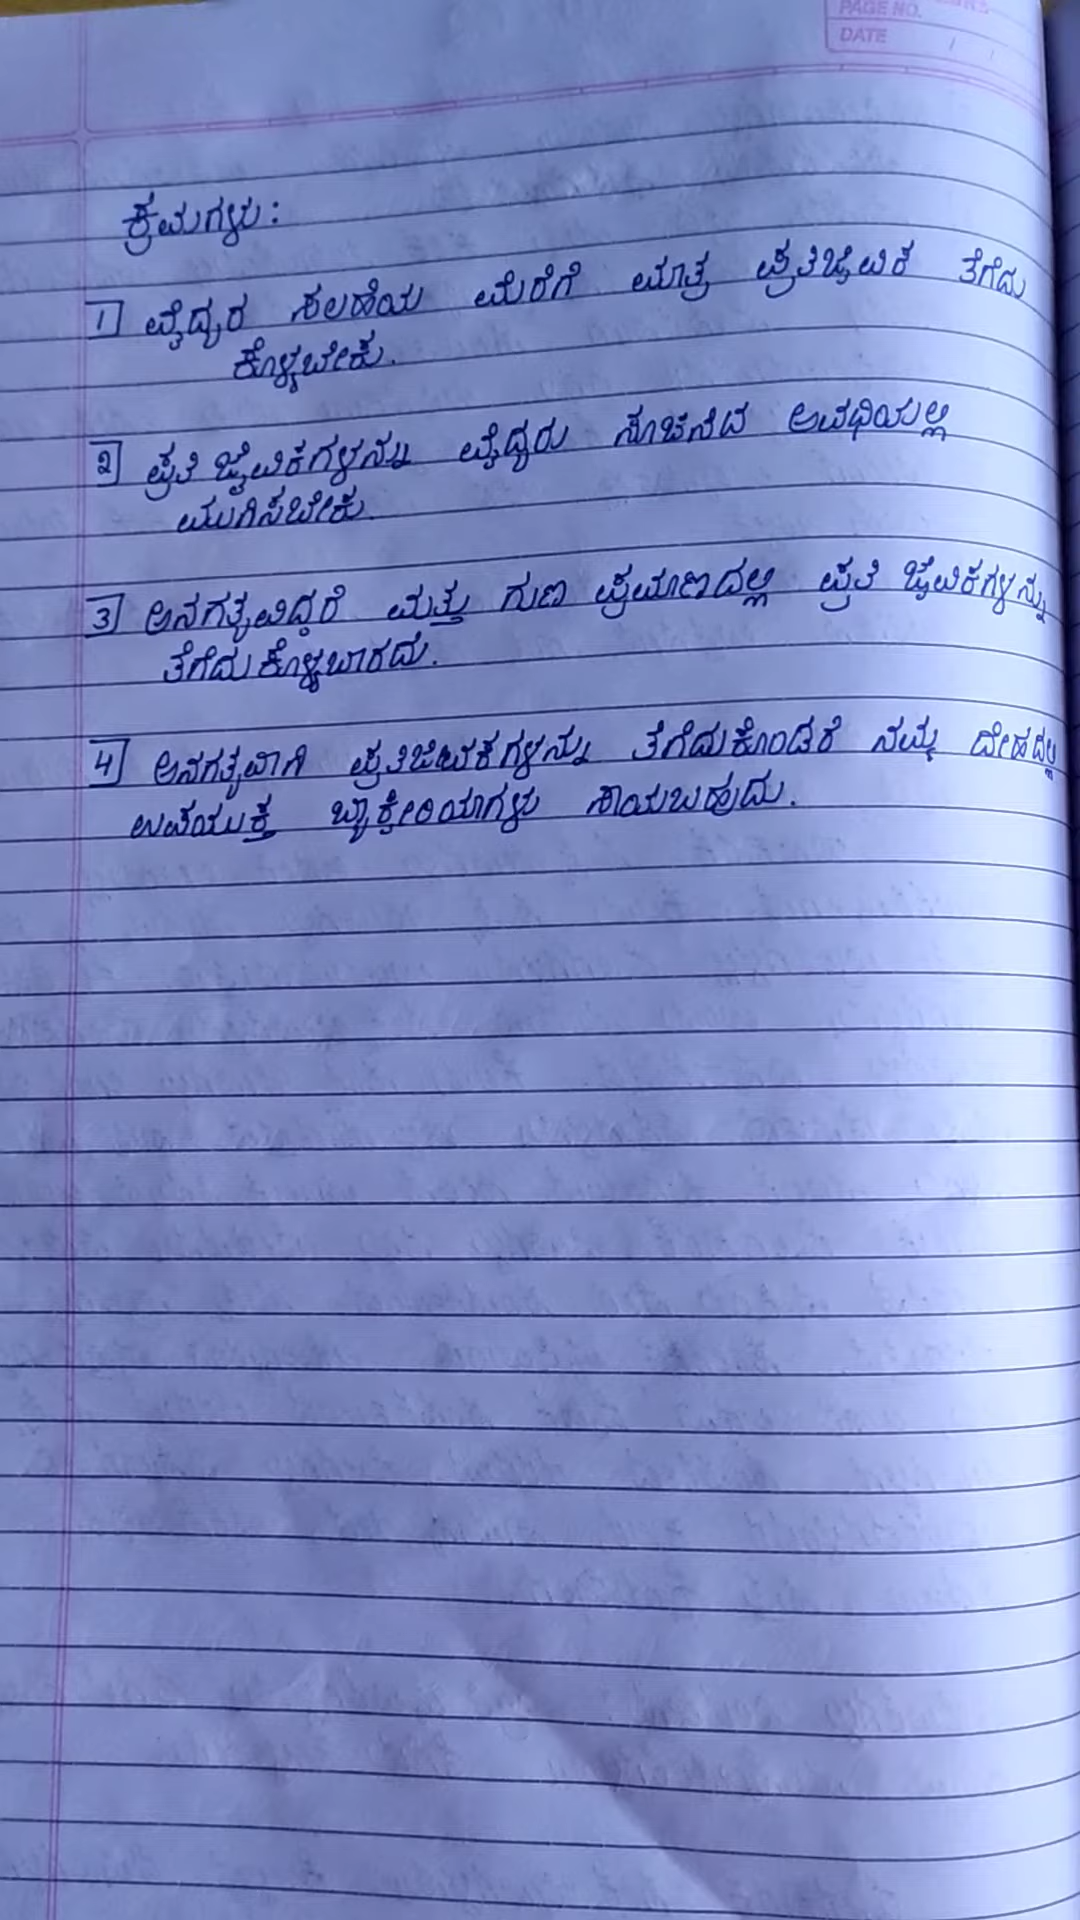 PAGE NO.
DATE / /
ಕ್ರಮಗಳು:
1] ವೈದ್ಯರ ಸಲಹೆಯ ಮೆರೆಗೆ ಮಾತ್ರ ಪ್ರತಿಜೈವಿಕ ತೆಗೆದು
ಕೊಳ್ಳಬೇಕು.
2] ಪ್ರತಿ ಜೈವಿಕಗಳನ್ನು ವೈದ್ಯರು ಸೂಚಿಸಿದ ಅವಧಿಯಲ್ಲಿ
ಮುಗಿಸಬೇಕು.
3] ಅನಗತ್ಯವಿದ್ದರೆ ಮತ್ತು ಗುಣ ಪ್ರಮಾಣದಲ್ಲಿ ಪ್ರತಿ ಜೈವಿಕಗಳನ್ನು
ತೆಗೆದು ಕೊಳ್ಳಬಾರದು.
4] ಅನಗತ್ಯವಾಗಿ ಪ್ರತಿಜೀವಕಗಳನ್ನು ತೆಗೆದುಕೊಂಡರೆ ನಮ್ಮ ದೇಹದಲ್ಲಿ
ಉಪಯುಕ್ತ ಬ್ಯಾಕ್ಟೇರಿಯಾಗಳು ಸಾಯಬಹುದು.